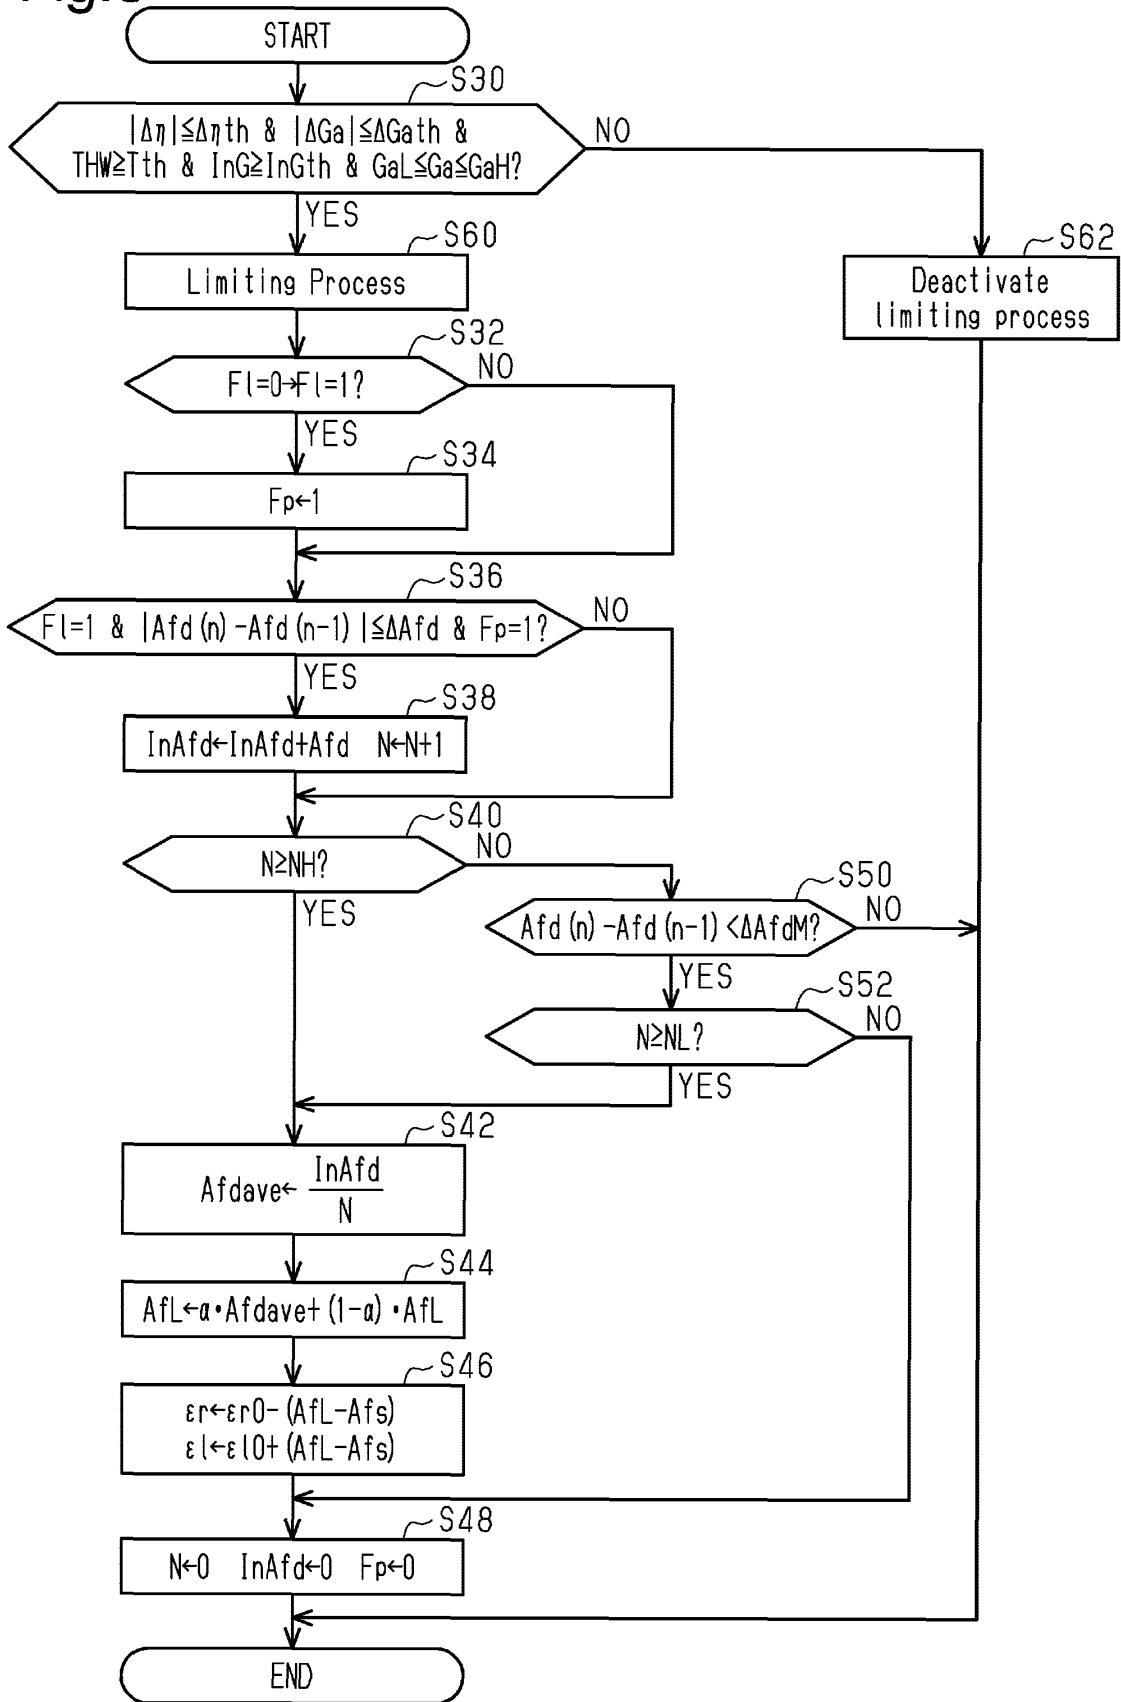 START
S30
|Δη|≦Δηth & |ΔGa|≦ΔGath &
THW≧Tth & InG≧InGth & GaL≦Ga≦GaH?
NO
YES
S60
Limiting Process
S62
Deactivate
limiting process
S32
Fl=0→Fl=1?
NO
YES
S34
Fp←1
S36
Fl=1 & |Afd(n)-Afd(n-1)|≦ΔAfd & Fp=1?
NO
YES
S38
InAfd←InAfd+Afd N←N+1
S40
N≧NH?
NO
YES
S50
Afd(n)-Afd(n-1)<ΔAfdM?
NO
YES
S52
N≧NL?
NO
YES
S42
Afdave← InAfd
N
S44
AfL←α•Afdave+(1-α)•AfL
S46
εr←εr0-(AfL-Afs)
εl←εl0+(AfL-Afs)
S48
N←0 InAfd←0 Fp←0
END